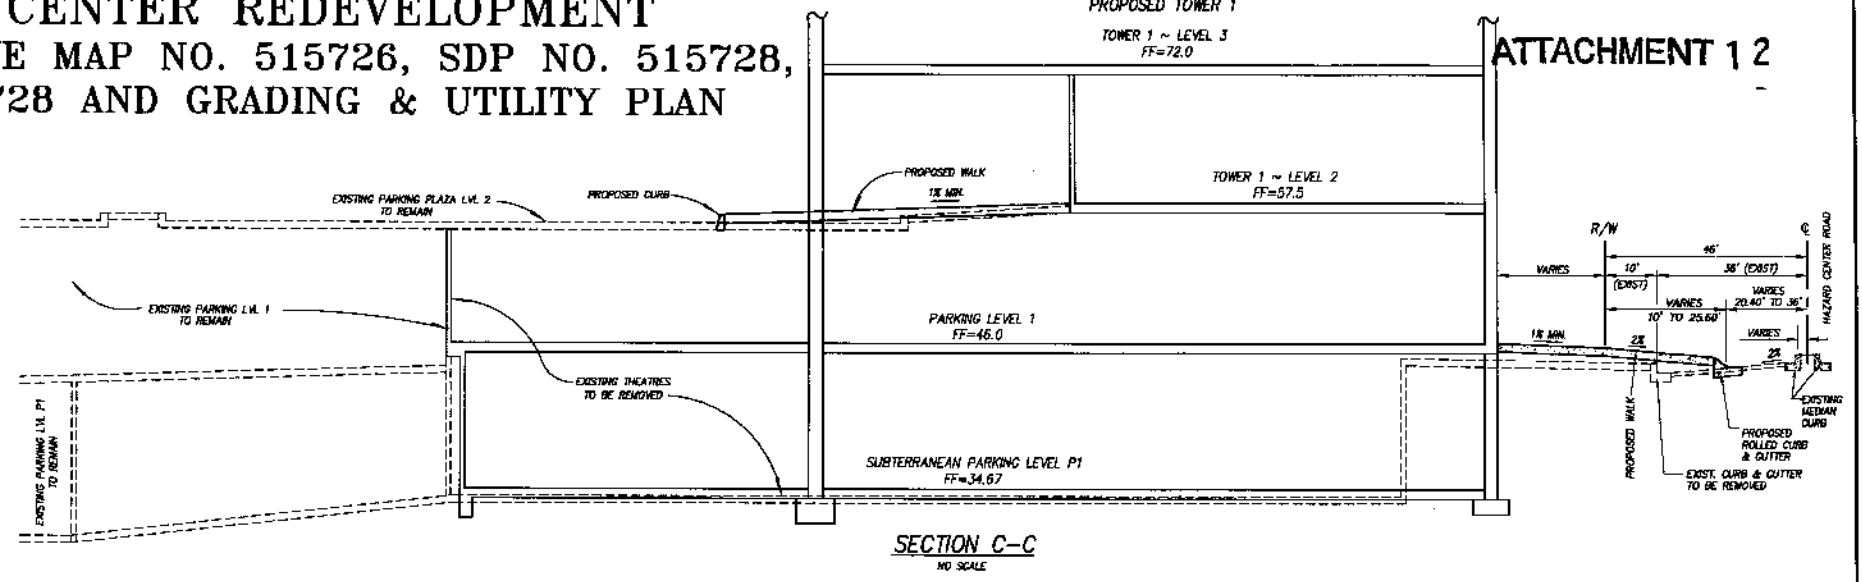 CENTER REDEVELOPMENT
E MAP NO. 515726, SDP NO. 515728,
728 AND GRADING & UTILITY PLAN
PROPOSED TOWER 1
TOWER 1 ~ LEVEL 3
FF=72.0
ATTACHMENT 12
EXISTING PARKING PLAZA LVL 2
TO REMAIN
PROPOSED CURB
PROPOSED WALK
1% MIN.
TOWER 1 ~ LEVEL 2
FF=57.5
R/W
℄
HAZARD CENTER ROAD
46'
VARIES
10'
(EXIST)
36' (EXIST)
VARIES
10' TO 25.60'
VARIES
20.40' TO 36'
VARIES
EXISTING PARKING LVL 1
TO REMAIN
PARKING LEVEL 1
FF=46.0
1% MIN.
2%
2%
EXISTING THEATRES
TO BE REMOVED
EXISTING PARKING LVL P1
TO REMAIN
SUBTERRANEAN PARKING LEVEL P1
FF=34.67
PROPOSED WALK
EXISTING
MEDIAN
CURB
PROPOSED
ROLLED CURB
& GUTTER
EXIST. CURB & GUTTER
TO BE REMOVED
SECTION C-C
NO SCALE